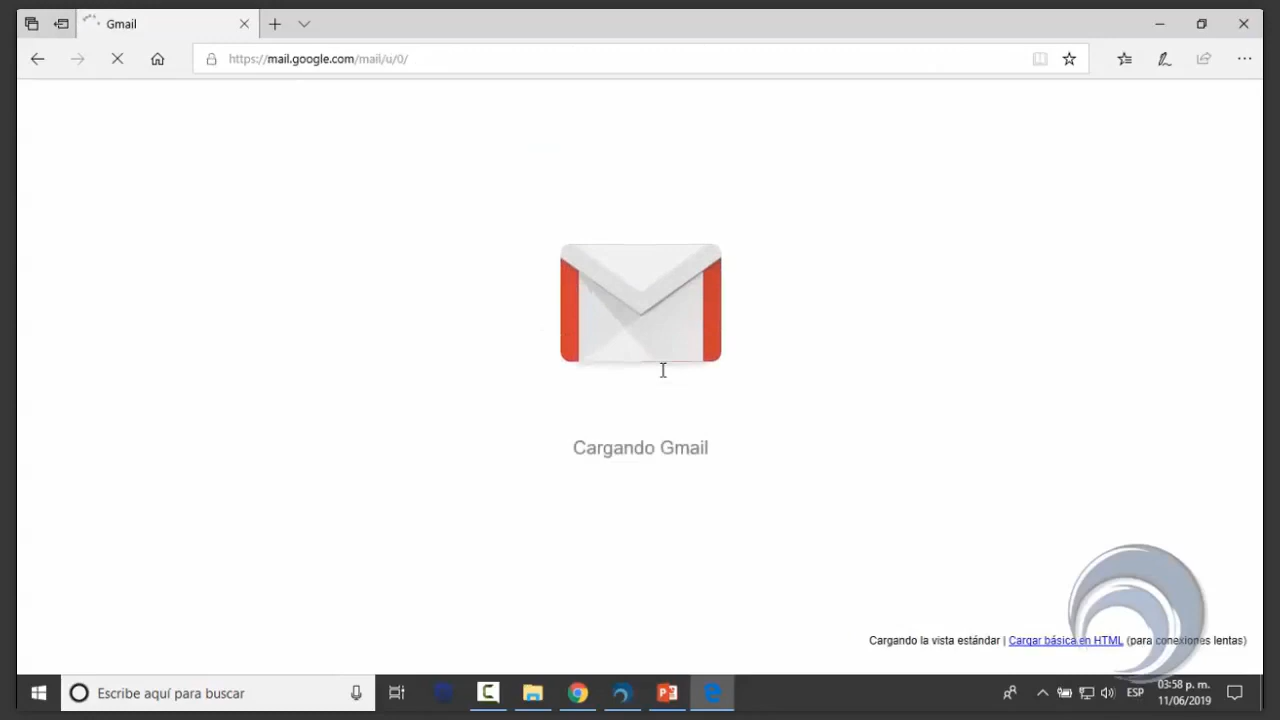 Gmail
https://mail.google.com/mail/u/0/
Cargando Gmail
Cargando la vista estándar | Cargar básica en HTML (para conexiones lentas)
Escribe aquí para buscar
ESP
03:58 p. m.
11/06/2019